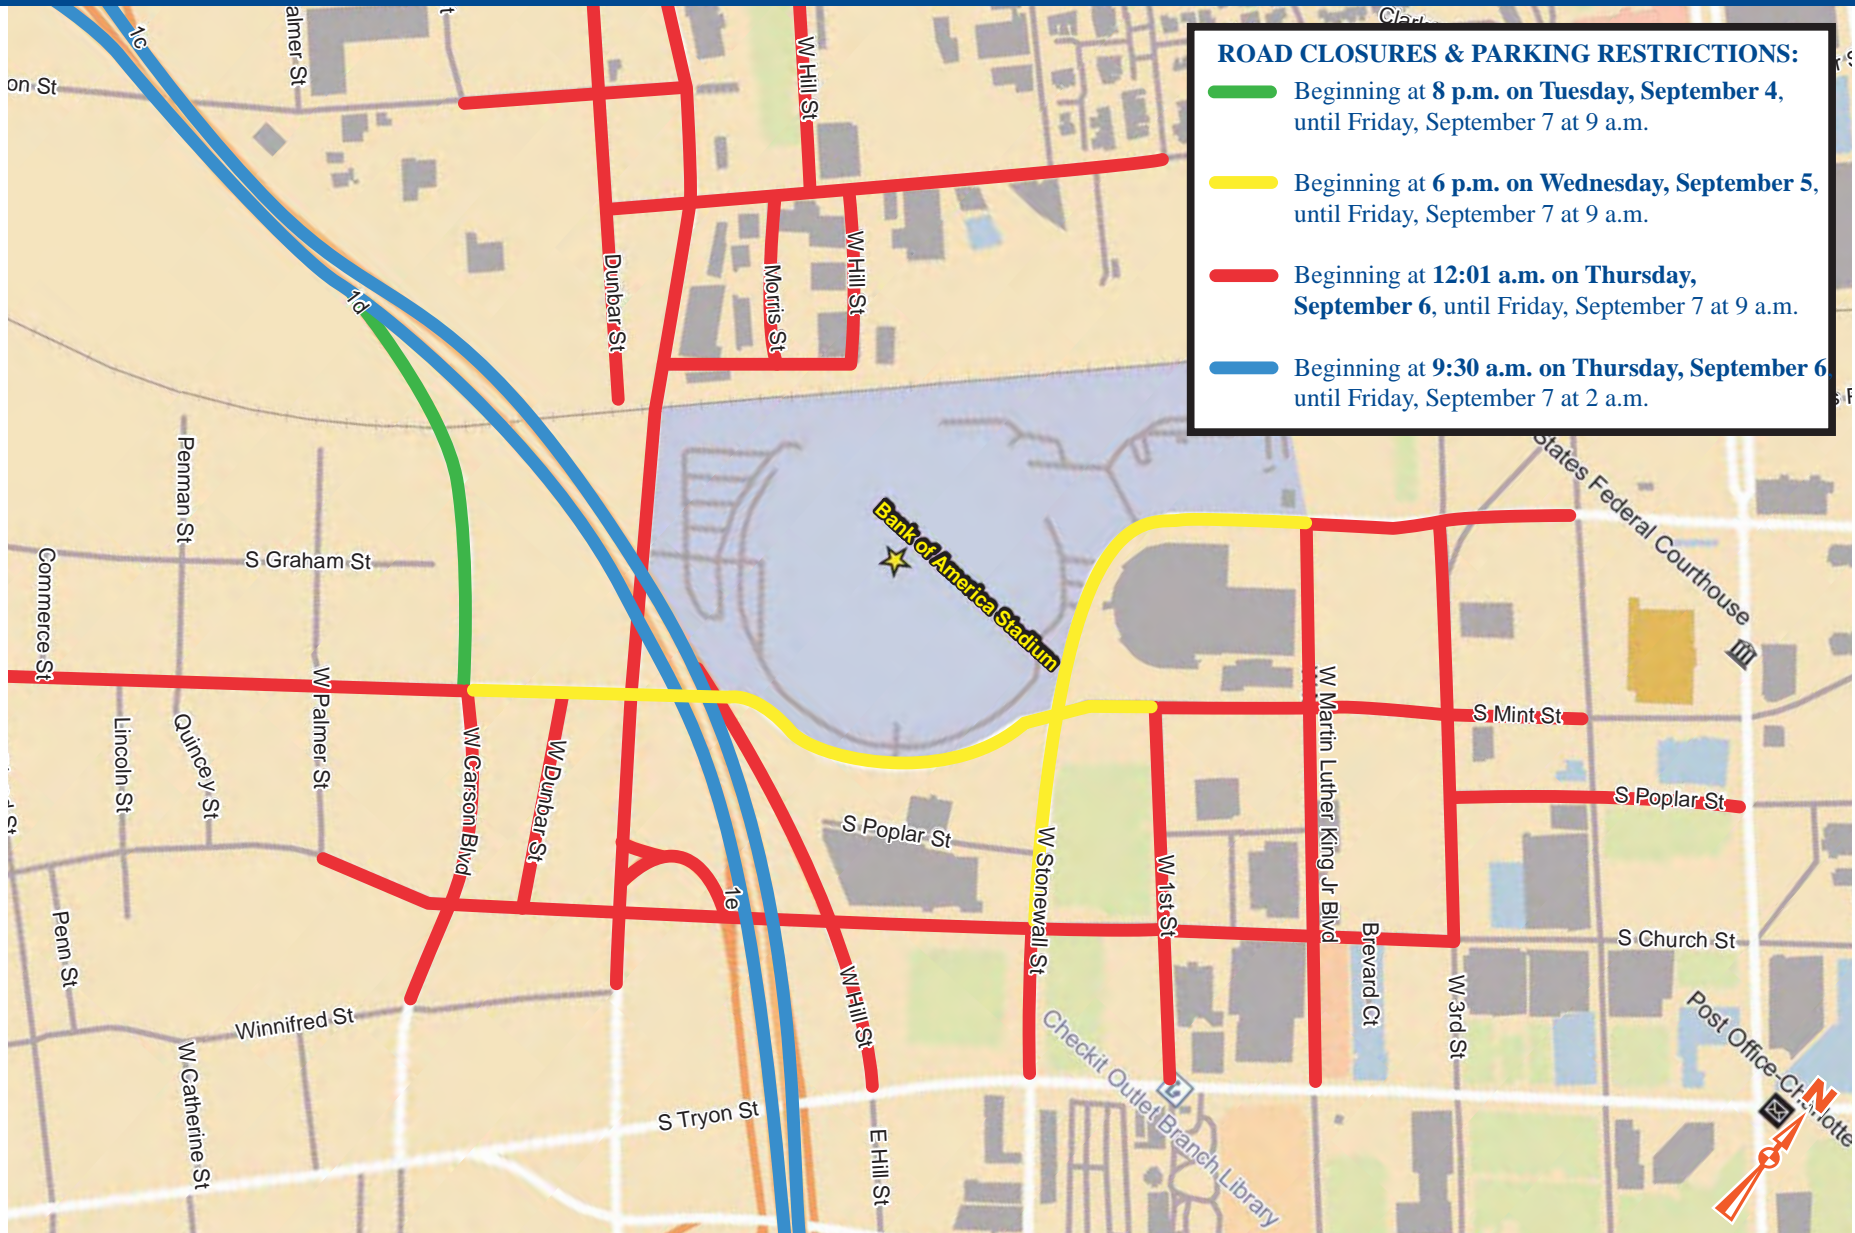 ROAD CLOSURES & PARKING RESTRICTIONS:
Beginning at 8 p.m. on Tuesday, September 4,
until Friday, September 7 at 9 a.m.
Beginning at 6 p.m. on Wednesday, September 5,
until Friday, September 7 at 9 a.m.
Beginning at 12:01 a.m. on Thursday,
September 6, until Friday, September 7 at 9 a.m.
Beginning at 9:30 a.m. on Thursday, September 6,
until Friday, September 7 at 2 a.m.
1c
almer St
W Hill St
on St
1d
Dunbar St
Morris St
W Hill St
States Federal Courthouse
Penman St
S Graham St
Commerce St
Bank of America Stadium
W Palmer St
Lincoln St
Quincey St
W Carson Blvd
W Dunbar St
S Mint St
W Martin Luther King Jr Blvd
S Poplar St
S Poplar St
W Stonewall St
W 1st St
1e
Penn St
Brevard Ct
S Church St
W 3rd St
W Hill St
Winnifred St
W Catherine St
S Tryon St
E Hill St
Checkit Outlet Branch Library
Post Office-Charlotte
N